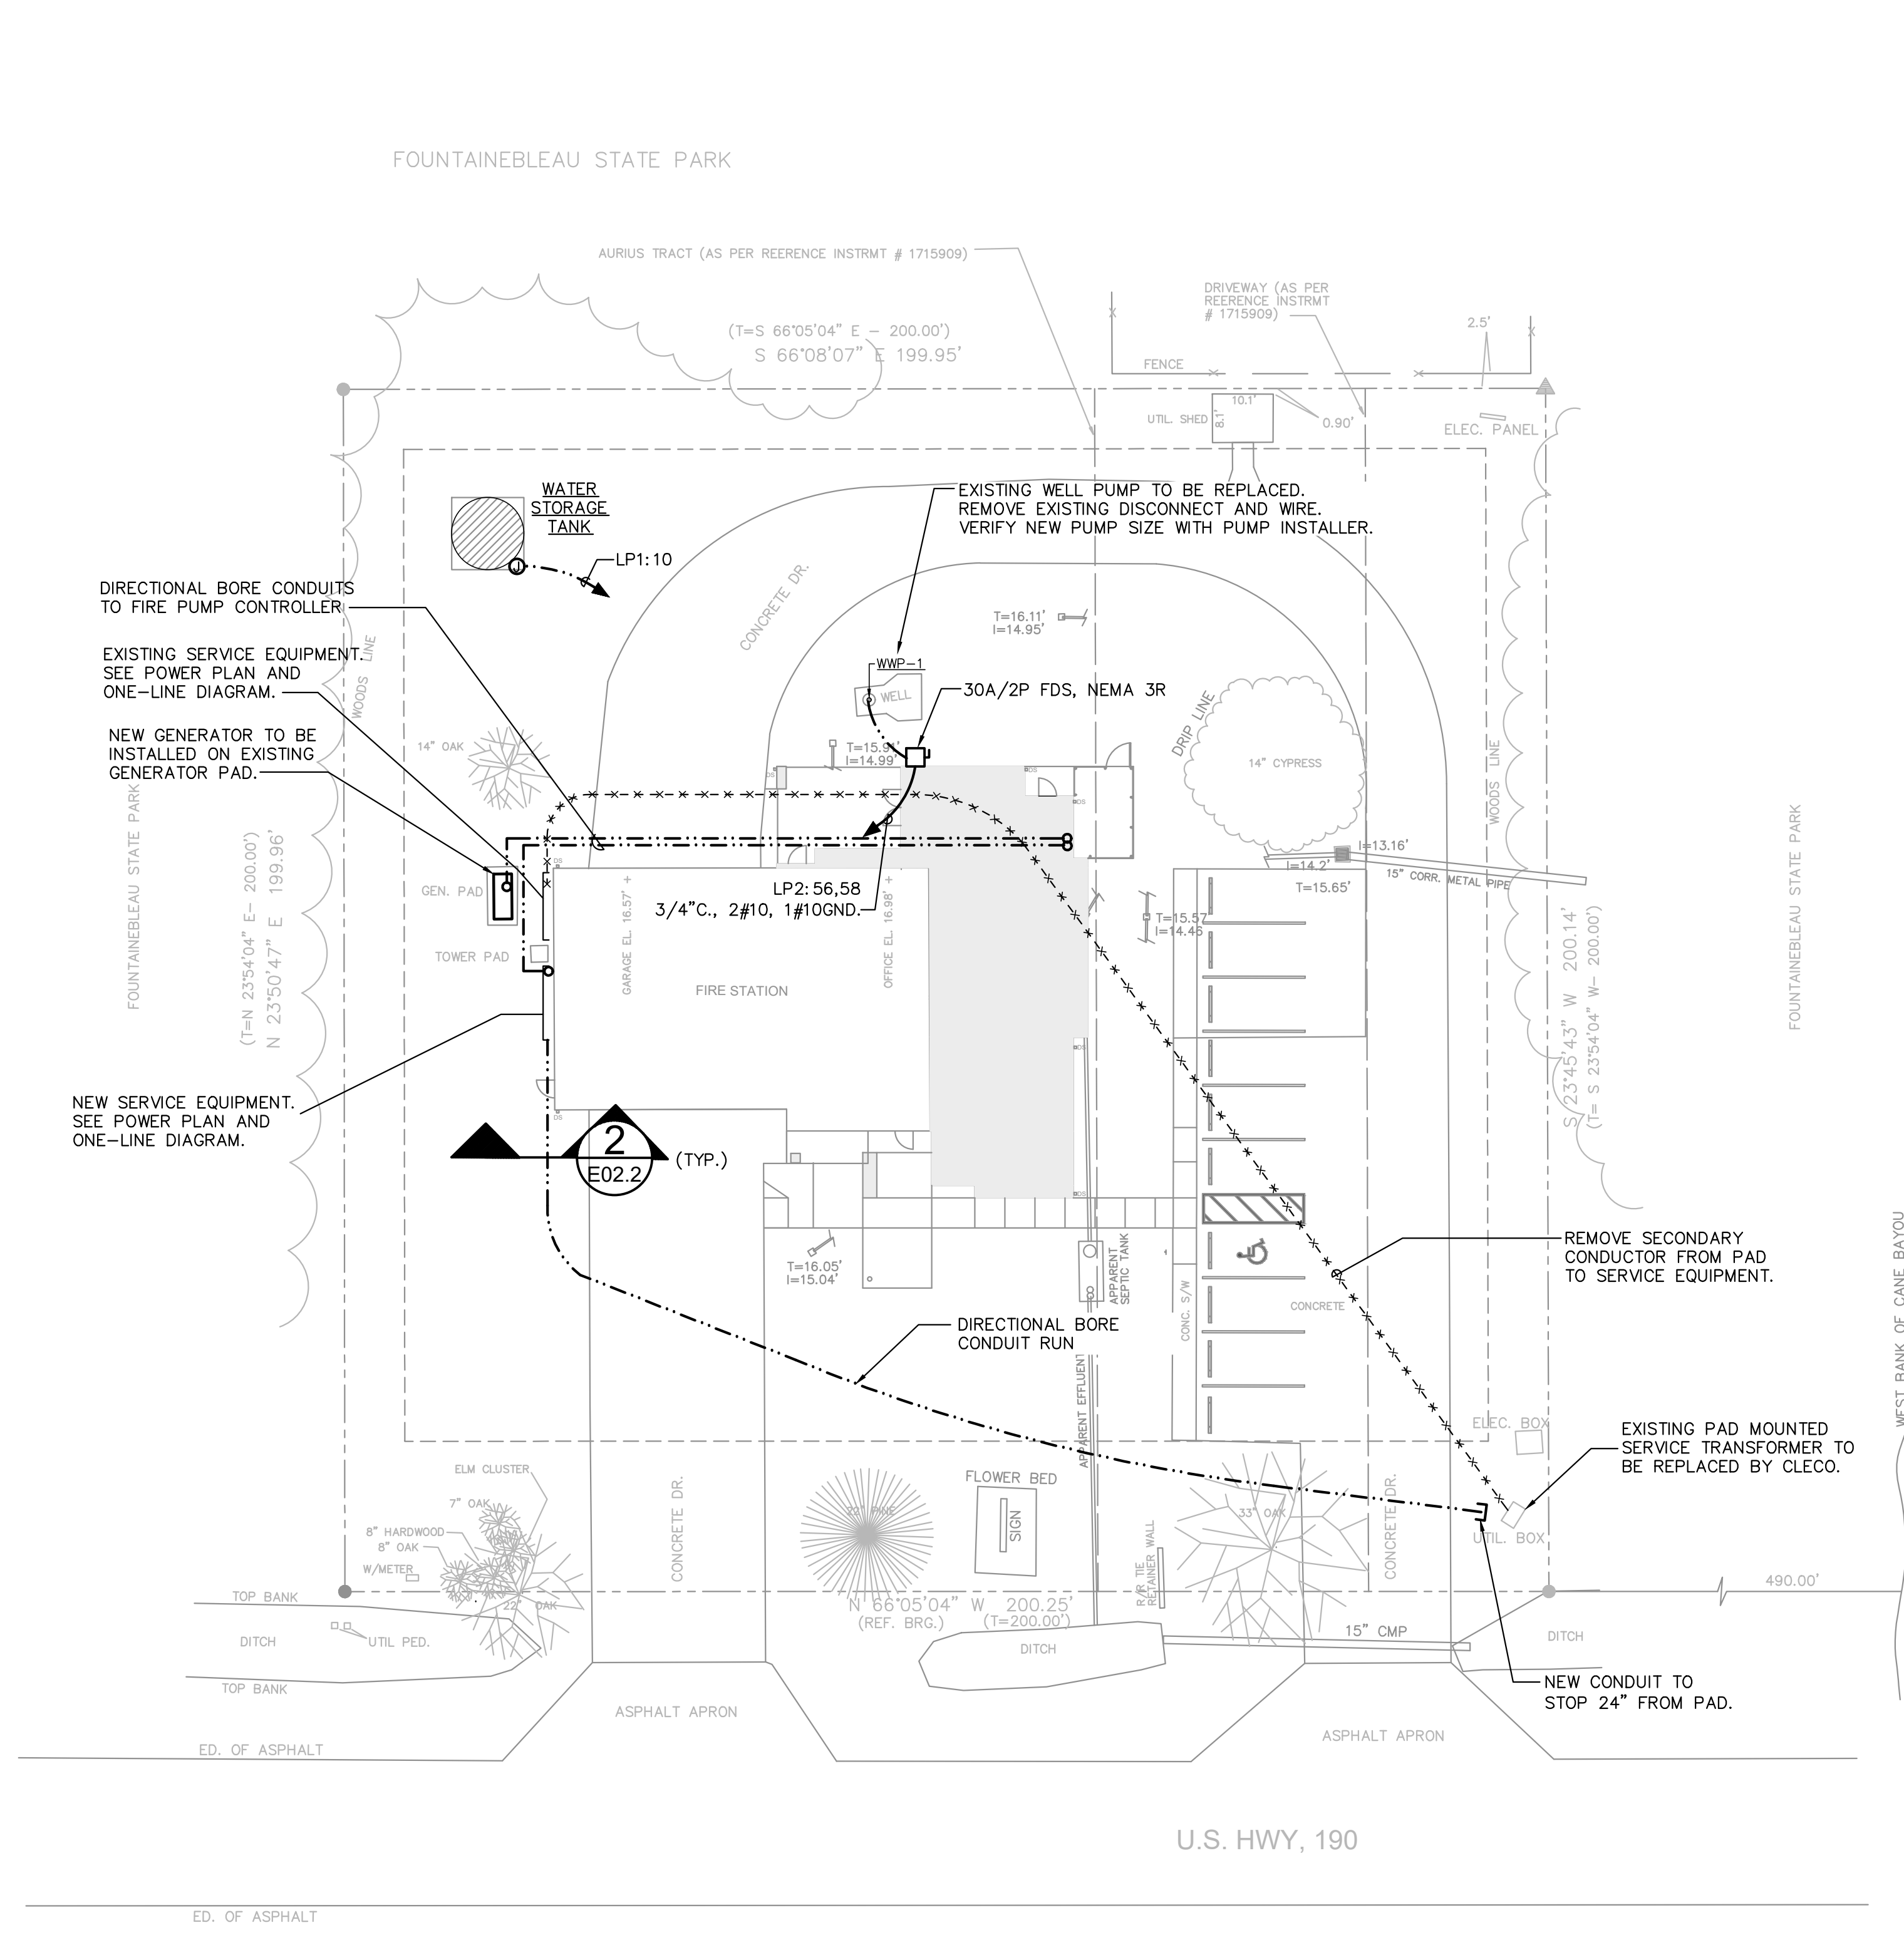 FOUNTAINEBLEAU STATE PARK
AURIUS TRACT (AS PER REERENCE INSTRMT # 1715909)
DRIVEWAY (AS PER
REERENCE INSTRMT
# 1715909)
2.5'
(T=S 66°05'04" E - 200.00')
S 66°08'07" E 199.95'
FENCE
10.1'
8.1'
UTIL. SHED
0.90'
ELEC. PANEL
WATER
STORAGE
TANK
EXISTING WELL PUMP TO BE REPLACED.
REMOVE EXISTING DISCONNECT AND WIRE.
VERIFY NEW PUMP SIZE WITH PUMP INSTALLER.
J
LP1:10
DIRECTIONAL BORE CONDUITS
TO FIRE PUMP CONTROLLER
CONCRETE DR.
T=16.11'
I=14.95'
EXISTING SERVICE EQUIPMENT.
SEE POWER PLAN AND
ONE-LINE DIAGRAM.
WOODS LINE
WWP-1
WELL
30A/2P FDS, NEMA 3R
DRIP LINE
NEW GENERATOR TO BE
INSTALLED ON EXISTING
GENERATOR PAD.
14" OAK
T=15.91'
I=14.99'
14" CYPRESS
WOODS LINE
DS
DS
DS
DS
FOUNTAINEBLEAU STATE PARK
(T=N 23°54'04" E- 200.00')
N 23°50'47" E 199.96'
I=13.16'
I=14.2'
15" CORR. METAL PIPE
T=15.65'
GEN. PAD
LP2:56,58
3/4"C., 2#10, 1#10GND.
GARAGE EL. 16.57' +
OFFICE EL. 16.98' +
T=15.57
I=14.46
TOWER PAD
FIRE STATION
FOUNTAINEBLEAU STATE PARK
S 23°45'43" W 200.14'
(T= S 23°54'04" W- 200.00')
DS
NEW SERVICE EQUIPMENT.
SEE POWER PLAN AND
ONE-LINE DIAGRAM.
DS
2
E02.2
(TYP.)
DS
REMOVE SECONDARY
CONDUCTOR FROM PAD
TO SERVICE EQUIPMENT.
WEST BANK OF CANE BAYOU
T=16.05'
I=15.04'
APPARENT
SEPTIC TANK
CONC. S/W
CONCRETE
DIRECTIONAL BORE
CONDUIT RUN
APPARENT EFFLUENT
ELEC. BOX
EXISTING PAD MOUNTED
SERVICE TRANSFORMER TO
BE REPLACED BY CLECO.
ELM CLUSTER
7" OAK
8" HARDWOOD
8" OAK
W/METER
22" OAK
CONCRETE DR.
22" PINE
FLOWER BED
SIGN
33" OAK
CONCRETE DR.
UTIL. BOX
R/R TIE
RETAINER WALL
490.00'
TOP BANK
N 66°05'04" W 200.25'
(REF. BRG.)
(T=200.00')
DITCH
UTIL PED.
DITCH
15" CMP
DITCH
TOP BANK
NEW CONDUIT TO
STOP 24" FROM PAD.
ASPHALT APRON
ASPHALT APRON
ED. OF ASPHALT
U.S. HWY, 190
ED. OF ASPHALT